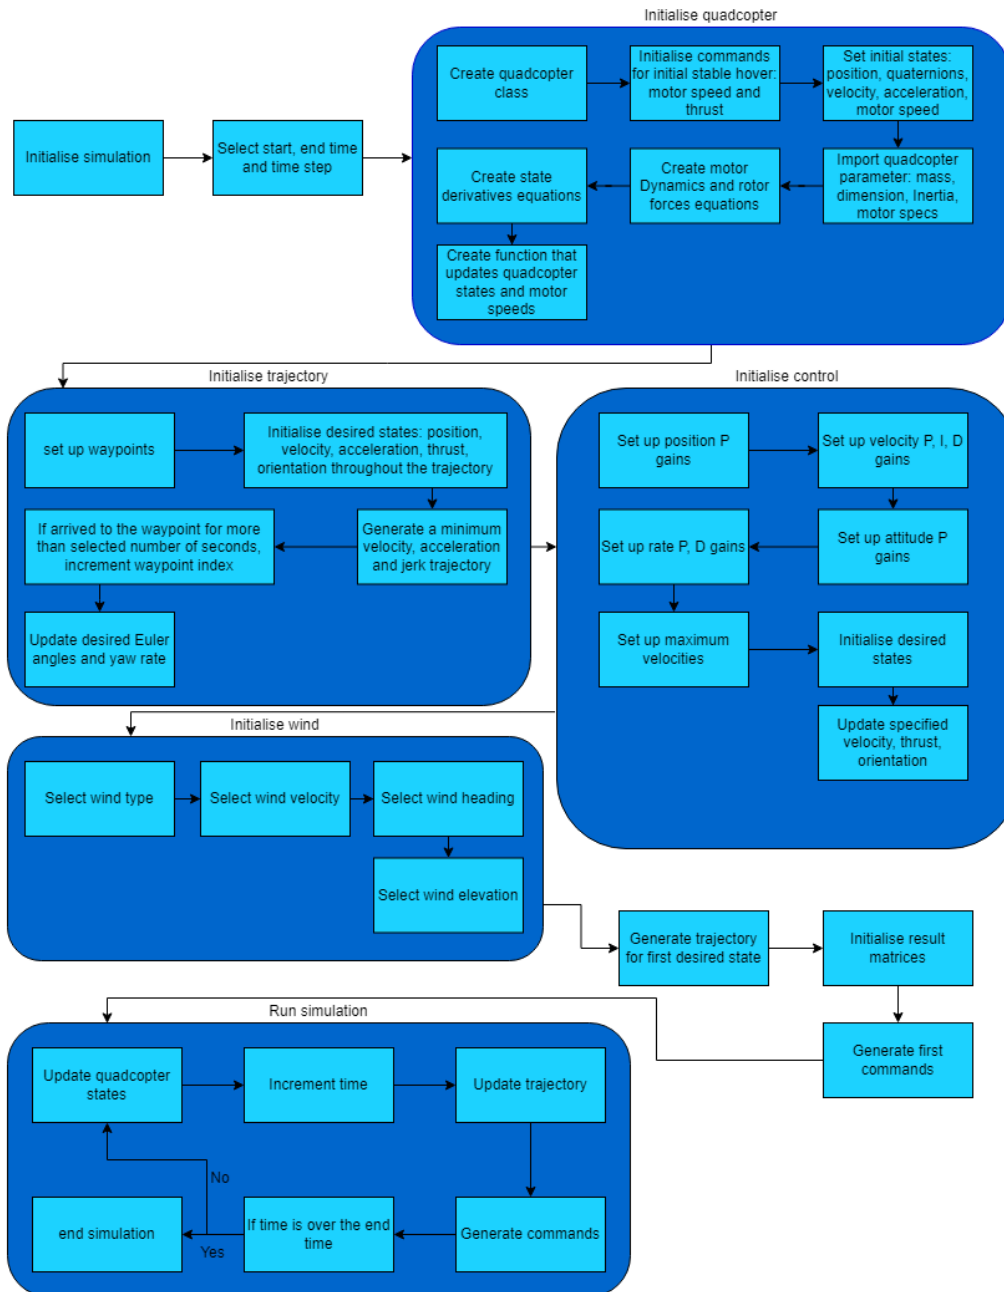 Initialise quadcopter
Create quadcopter
class
Initialise commands
for initial stable hover:
motor speed and
thrust
Set initial states:
position, quaternions,
velocity, acceleration,
motor speed
Initialise simulation
Select start, end time
and time step
Create state
derivatives equations
Create motor
Dynamics and rotor
forces equations
Import quadcopter
parameter: mass,
dimension, Inertia,
motor specs
Create function that
updates quadcopter
states and motor
speeds
Initialise trajectory
set up waypoints
Initialise desired states: position,
velocity, acceleration, thrust,
orientation throughout the trajectory
If arrived to the waypoint for more
than selected number of seconds,
increment waypoint index
Generate a minimum
velocity, acceleration
and jerk trajectory
Update desired Euler
angles and yaw rate
Initialise control
Set up position P
gains
Set up velocity P, I, D
gains
Set up rate P, D gains
Set up attitude P
gains
Set up maximum
velocities
Initialise desired
states
Update specified
velocity, thrust,
orientation
Initialise wind
Select wind type
Select wind velocity
Select wind heading
Select wind elevation
Generate trajectory
for first desired state
Initialise result
matrices
Generate first
commands
Run simulation
Update quadcopter
states
Increment time
Update trajectory
No
end simulation
Yes
If time is over the end
time
Generate commands